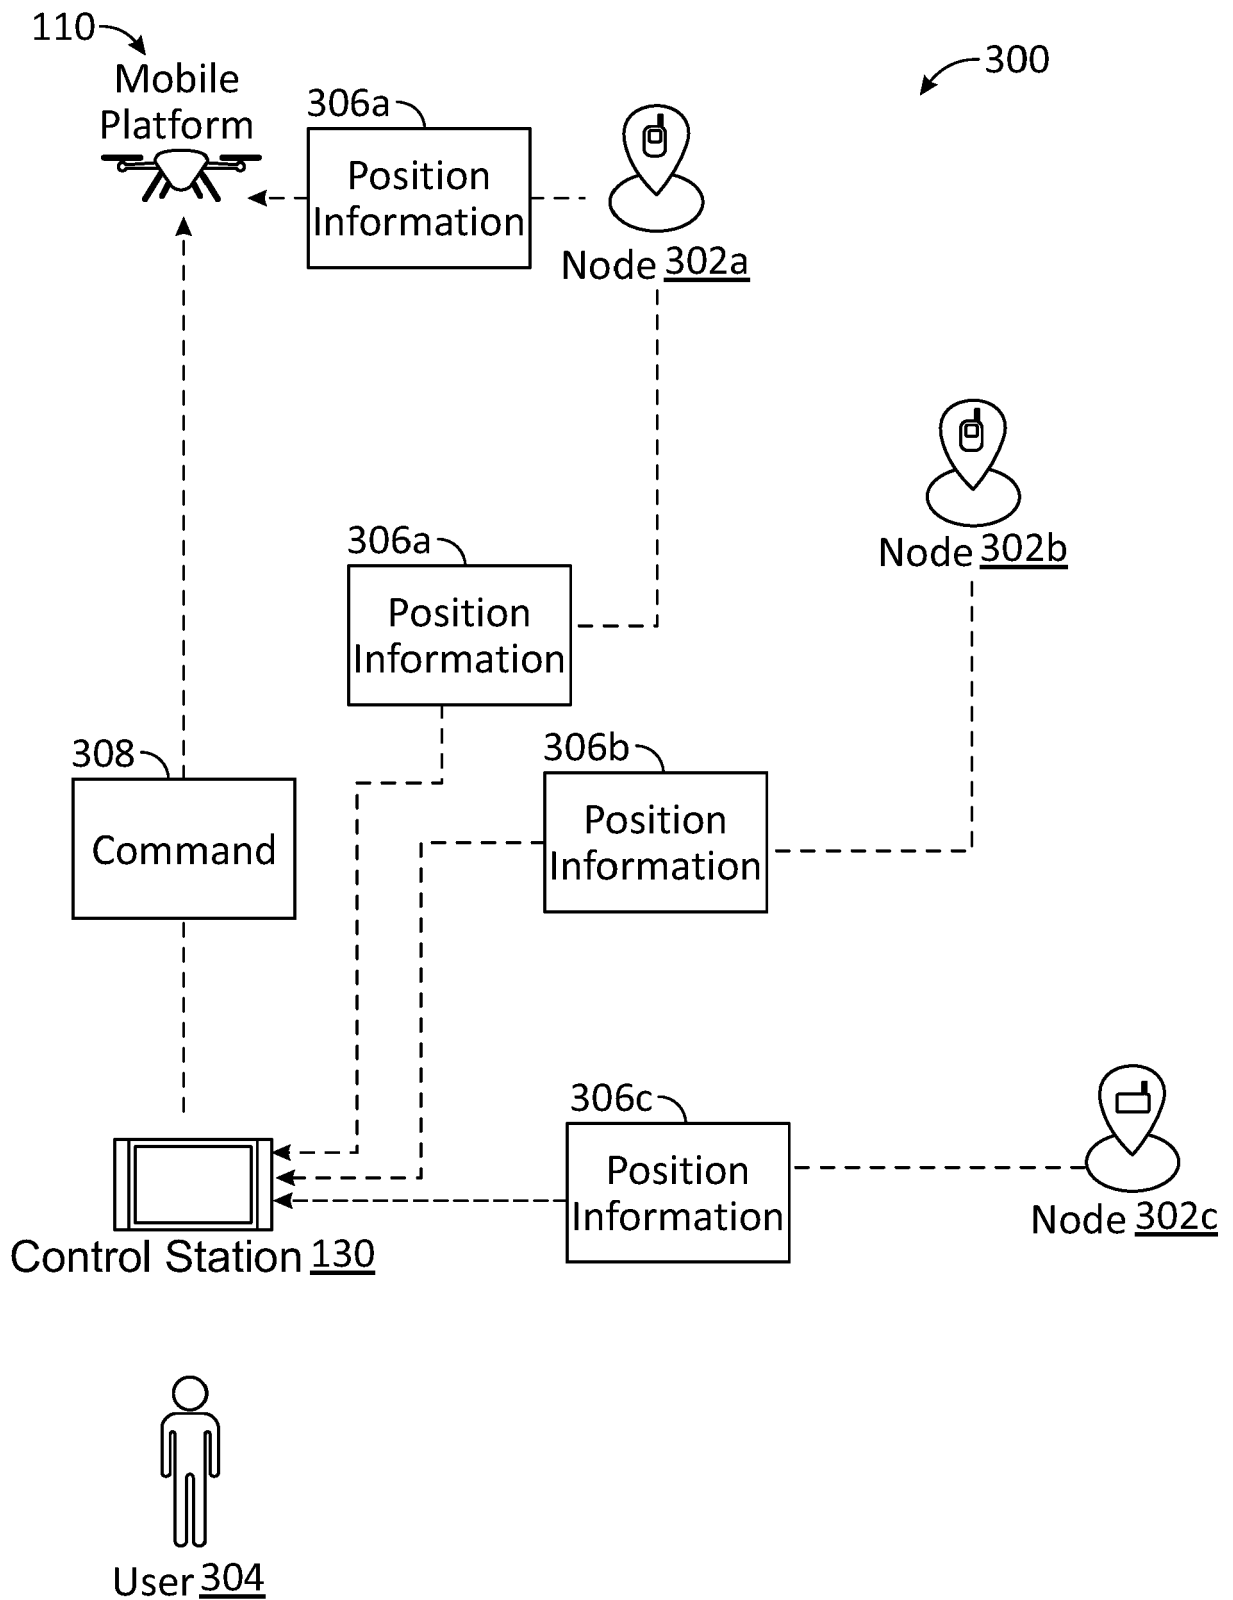 110
300
Mobile
Platform
306a
Position
Information
Node 302a
306a
Position
Information
Node 302b
308
Command
306b
Position
Information
306c
Position
Information
Node 302c
Control Station 130
User 304